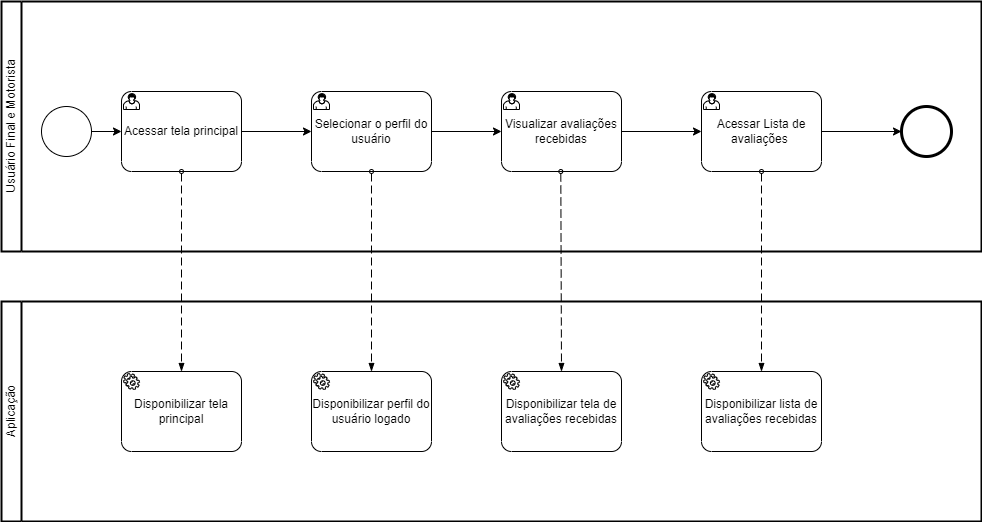 Usuário Final e Motorista
Acessar tela principal
Selecionar o perfil do
usuário
Visualizar avaliações
recebidas
Acessar Lista de
avaliações
Aplicação
Disponibilizar tela
principal
Disponibilizar perfil do
usuário logado
Disponibilizar tela de
avaliações recebidas
Disponibilizar lista de
avaliações recebidas